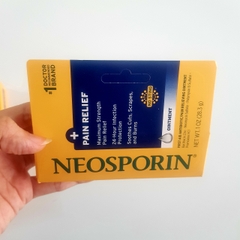 #1 DOCTOR
BRAND
+
PAIN RELIEF
Maximum Strength
Pain Relief
24 Hour Infection
Protection
Soothes Cuts, Scrapes,
and Burns
OINTMENT
NET WT 1.0 OZ (28.3 g)
NEOSPORIN